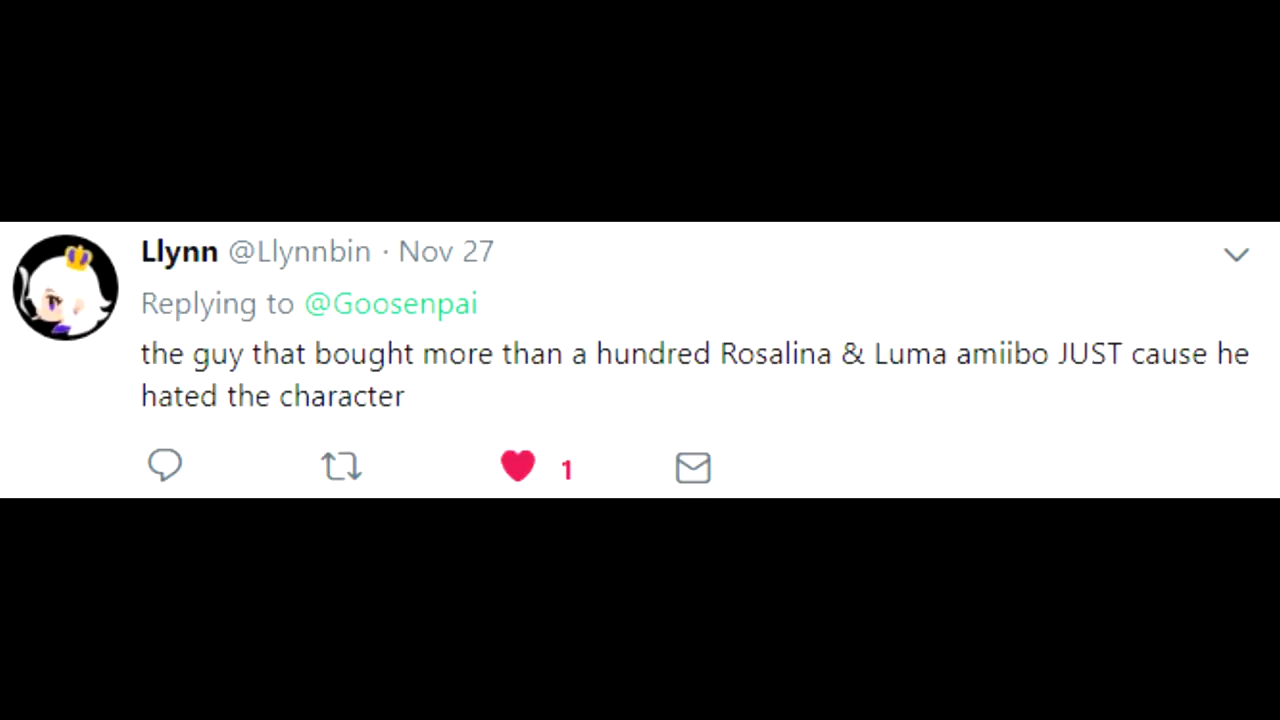 Llynn @Llynnbin · Nov 27
Replying to @Goosenpai
the guy that bought more than a hundred Rosalina & Luma amiibo JUST cause he
hated the character
1